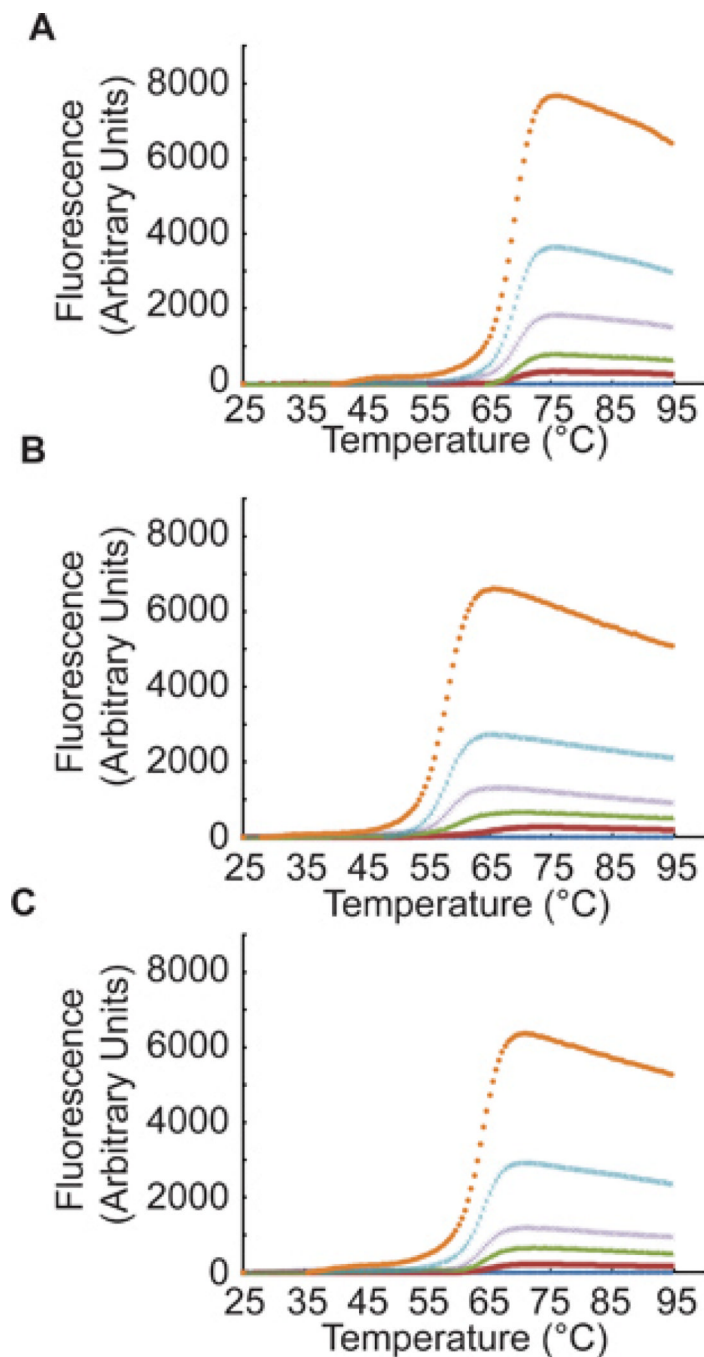 A
Fluorescence
(Arbitrary Units)
8000
6000
4000
2000
0
25 35 45 55 65 75 85 95
Temperature (°C)
B
Fluorescence
(Arbitrary Units)
8000
6000
4000
2000
0
25 35 45 55 65 75 85 95
Temperature (°C)
C
Fluorescence
(Arbitrary Units)
8000
6000
4000
2000
0
25 35 45 55 65 75 85 95
Temperature (°C)